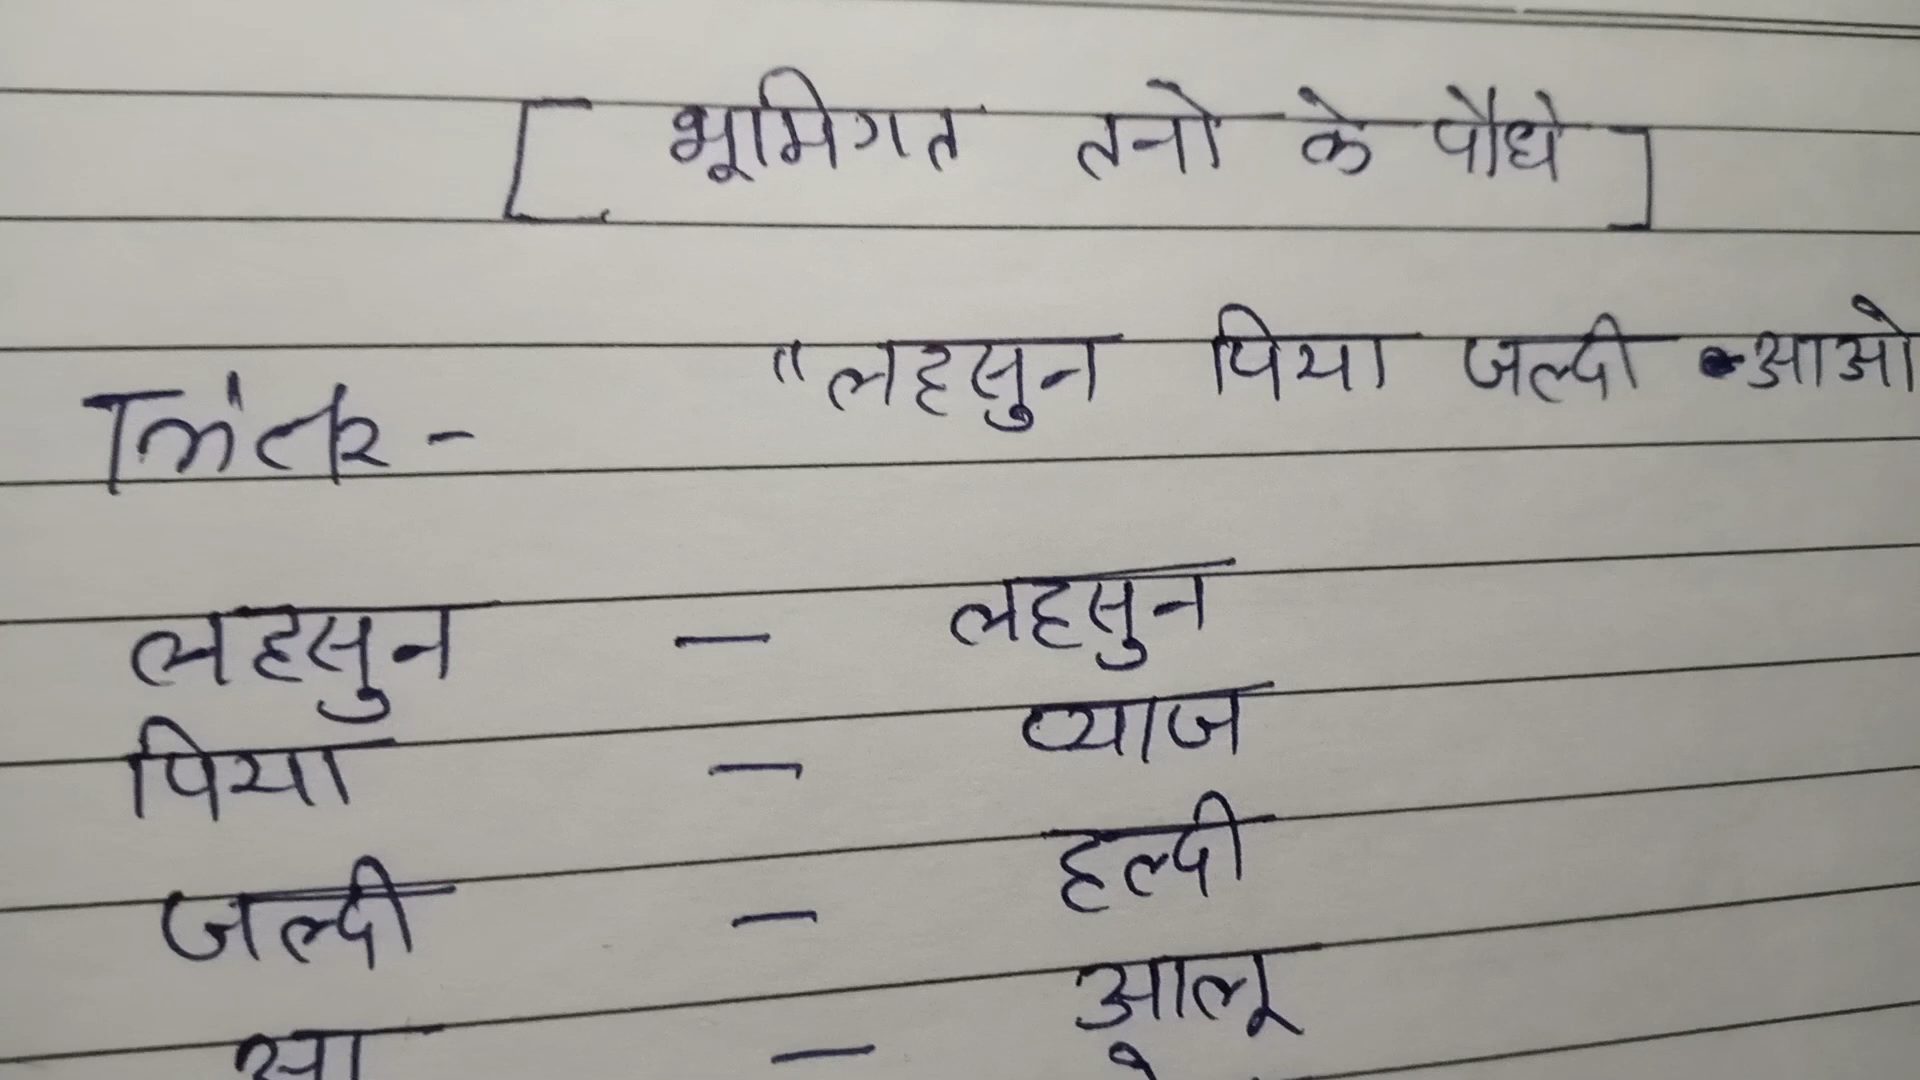 [ भूमिगत तनो के पौधे ]
Trick - "लहसुन पिया जल्दी आओ
लहसुन - लहसुन
पिया - प्याज
जल्दी - हल्दी
आ - आलू